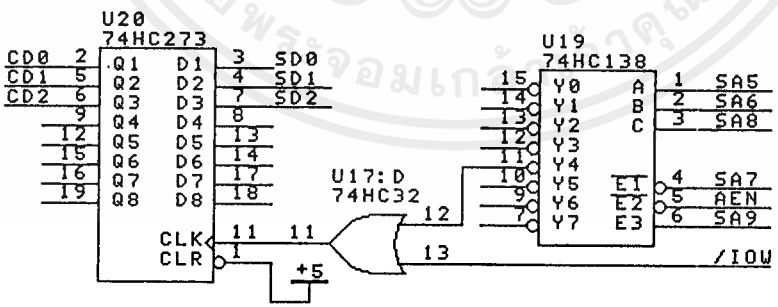 U20
74HC273
CD0 2 Q1 D1 3 SD0
CD1 5 Q2 D2 4 SD1
CD2 6 Q3 D3 7 SD2
9 Q4 D4 8
12 Q5 D5 13
15 Q6 D6 14
16 Q7 D7 17
19 Q8 D8 18
CLK 11
CLR 1
+5
U17:D
74HC32
11
12
13
/IOW
U19
74HC138
15 Y0 A 1 SA5
14 Y1 B 2 SA6
13 Y2 C 3 SA8
12 Y3
11 Y4
10 Y5 E1 4 SA7
9 Y6 E2 5 AEN
7 Y7 E3 6 SA9